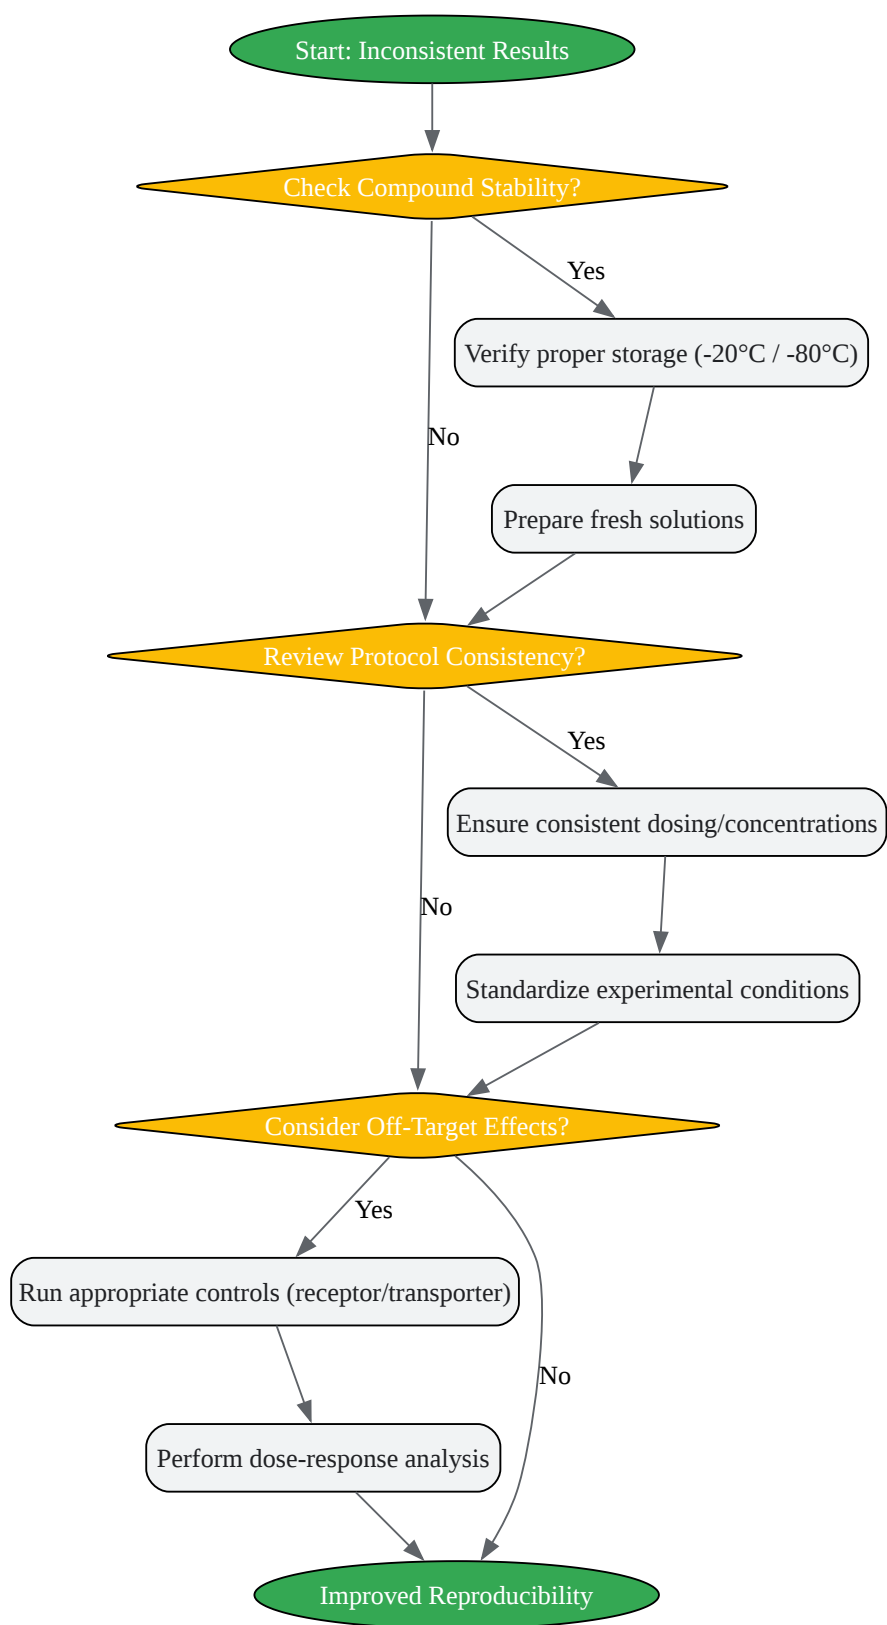 Start: Inconsistent Results
Check Compound Stability?
Yes
Verify proper storage (-20°C / -80°C)
No
Prepare fresh solutions
Review Protocol Consistency?
Yes
Ensure consistent dosing/concentrations
No
Standardize experimental conditions
Consider Off-Target Effects?
Yes
Run appropriate controls (receptor/transporter)
No
Perform dose-response analysis
Improved Reproducibility